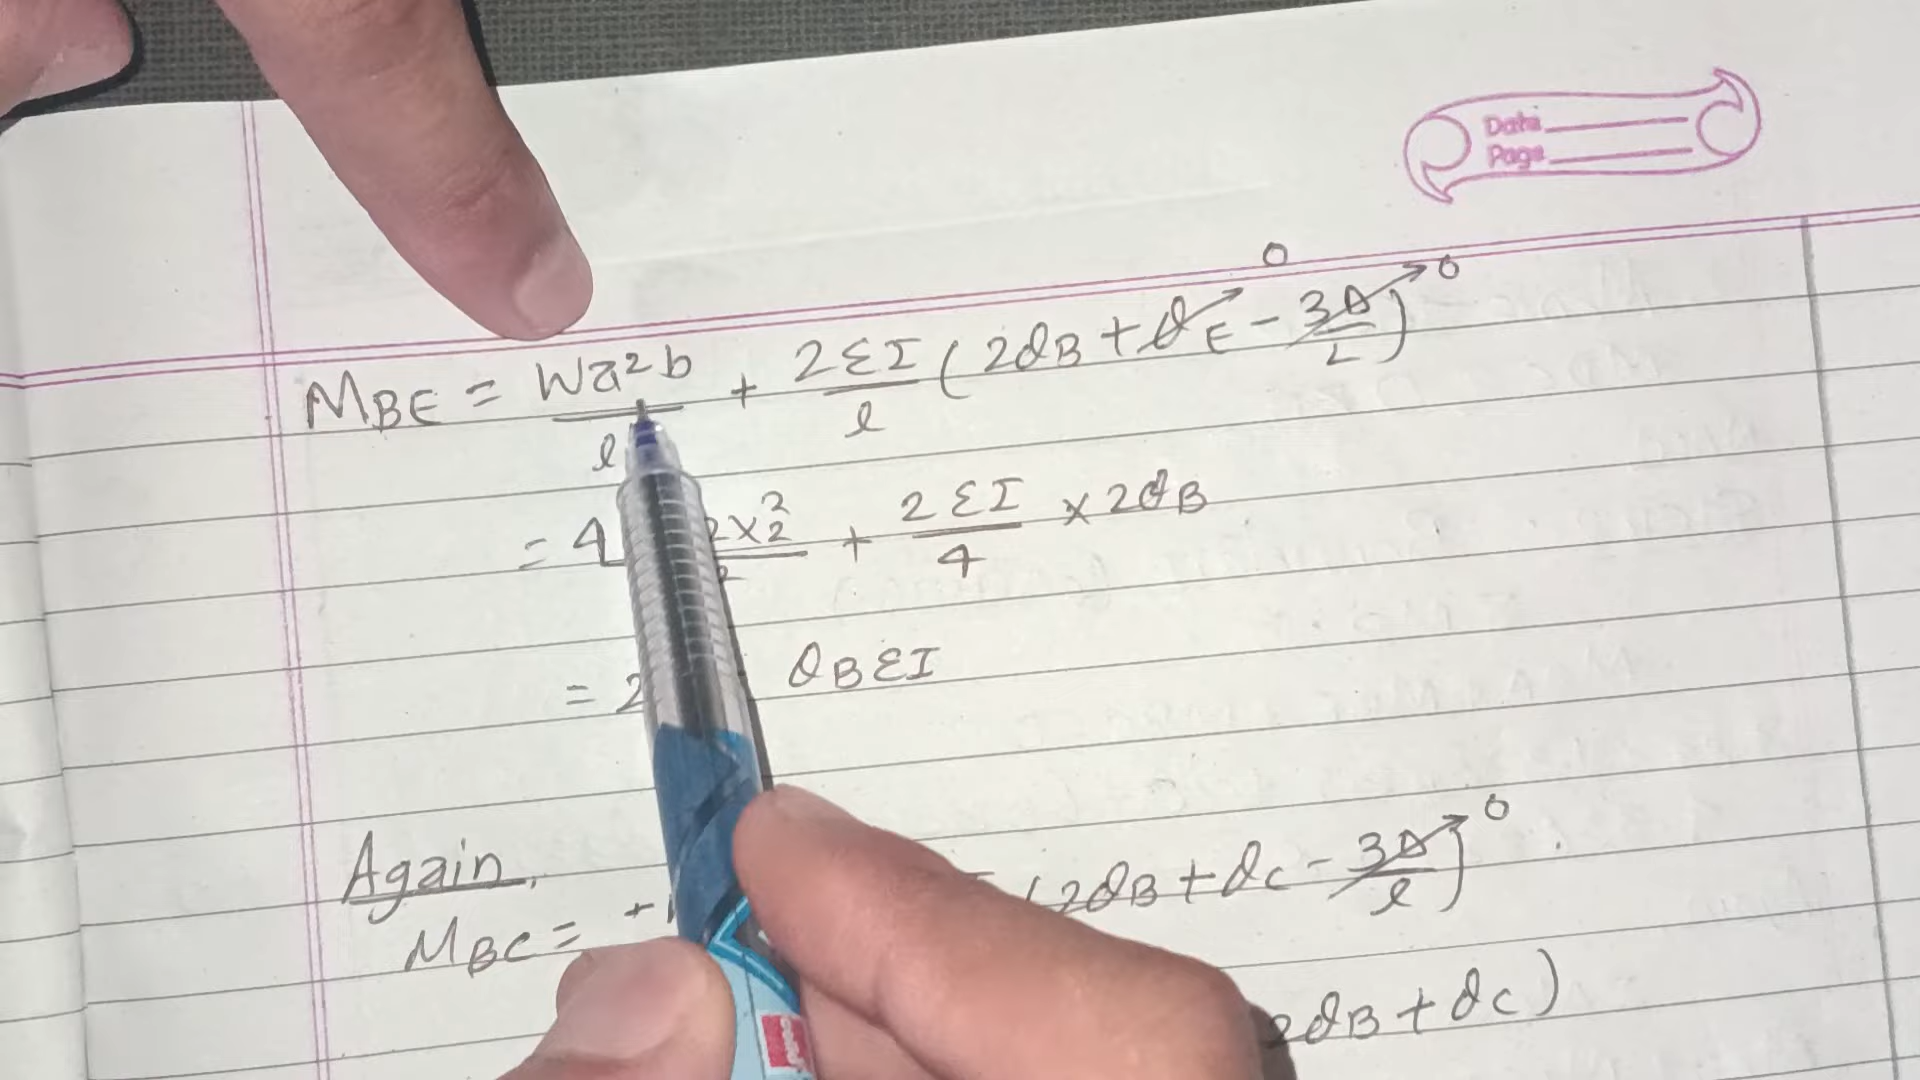 Date
Page
MBE = Wa²b/l + 2EI/l (2θB + θE - 3Δ/L) 0 0
= 4 2×2² + 2EI/4 × 2θB
= 2 θBEI
Again,
MBC = + (2θB + θC - 3Δ/l) 0
2θB + θC)